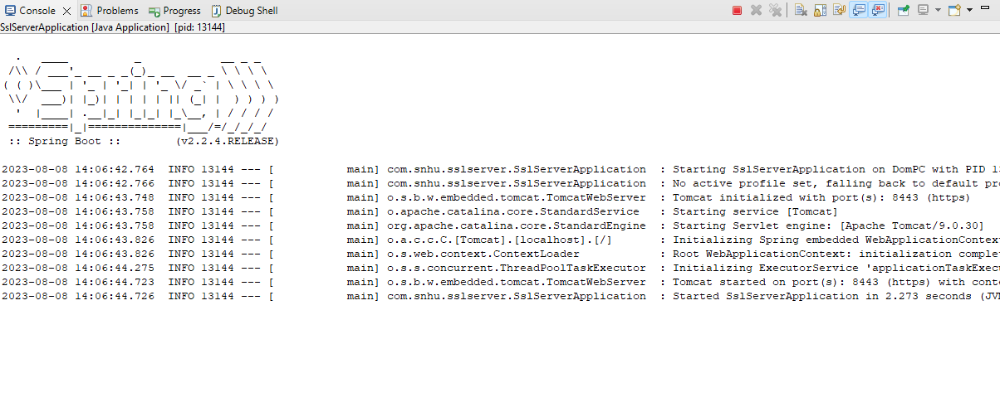 Console Problems Progress Debug Shell
SslServerApplication [Java Application] [pid: 13144]
  .   ____          _            __ _ _
 /\\ / ___'_ __ _ _(_)_ __  __ _ \ \ \ \
( ( )\___ | '_ | '_| | '_ \/ _` | \ \ \ \
 \\/  ___)| |_)| | | | | || (_| |  ) ) ) )
  '  |____| .__|_| |_|_| |_\__, | / / / /
 =========|_|==============|___/=/_/_/_/
 :: Spring Boot ::        (v2.2.4.RELEASE)
2023-08-08 14:06:42.764  INFO 13144 --- [           main] com.snhu.sslserver.SslServerApplication  : Starting SslServerApplication on DomPC with PID
2023-08-08 14:06:42.766  INFO 13144 --- [           main] com.snhu.sslserver.SslServerApplication  : No active profile set, falling back to default
2023-08-08 14:06:43.748  INFO 13144 --- [           main] o.s.b.w.embedded.tomcat.TomcatWebServer  : Tomcat initialized with port(s): 8443 (https)
2023-08-08 14:06:43.758  INFO 13144 --- [           main] o.apache.catalina.core.StandardService   : Starting service [Tomcat]
2023-08-08 14:06:43.758  INFO 13144 --- [           main] org.apache.catalina.core.StandardEngine  : Starting Servlet engine: [Apache Tomcat/9.0.30]
2023-08-08 14:06:43.826  INFO 13144 --- [           main] o.a.c.c.C.[Tomcat].[localhost].[/]       : Initializing Spring embedded WebApplicationContext
2023-08-08 14:06:43.826  INFO 13144 --- [           main] o.s.web.context.ContextLoader            : Root WebApplicationContext: initialization complet
2023-08-08 14:06:44.275  INFO 13144 --- [           main] o.s.s.concurrent.ThreadPoolTaskExecutor  : Initializing ExecutorService 'applicationTaskExec
2023-08-08 14:06:44.723  INFO 13144 --- [           main] o.s.b.w.embedded.tomcat.TomcatWebServer  : Tomcat started on port(s): 8443 (https) with conte
2023-08-08 14:06:44.726  INFO 13144 --- [           main] com.snhu.sslserver.SslServerApplication  : Started SslServerApplication in 2.273 seconds (JVM